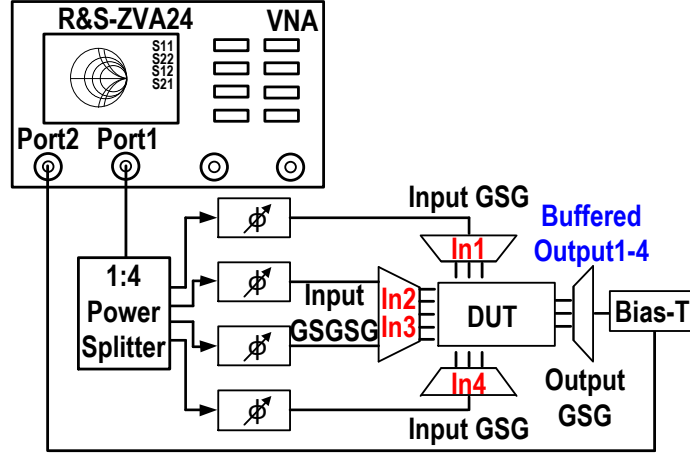 R&S-ZVA24
VNA
S11
S22
S12
S21
Port2
Port1
Input GSG
Buffered
Output1-4
ϕ
In1
1:4
Power
Splitter
ϕ
Input
GSGSG
In2
In3
DUT
Bias-T
ϕ
In4
Output
GSG
ϕ
Input GSG